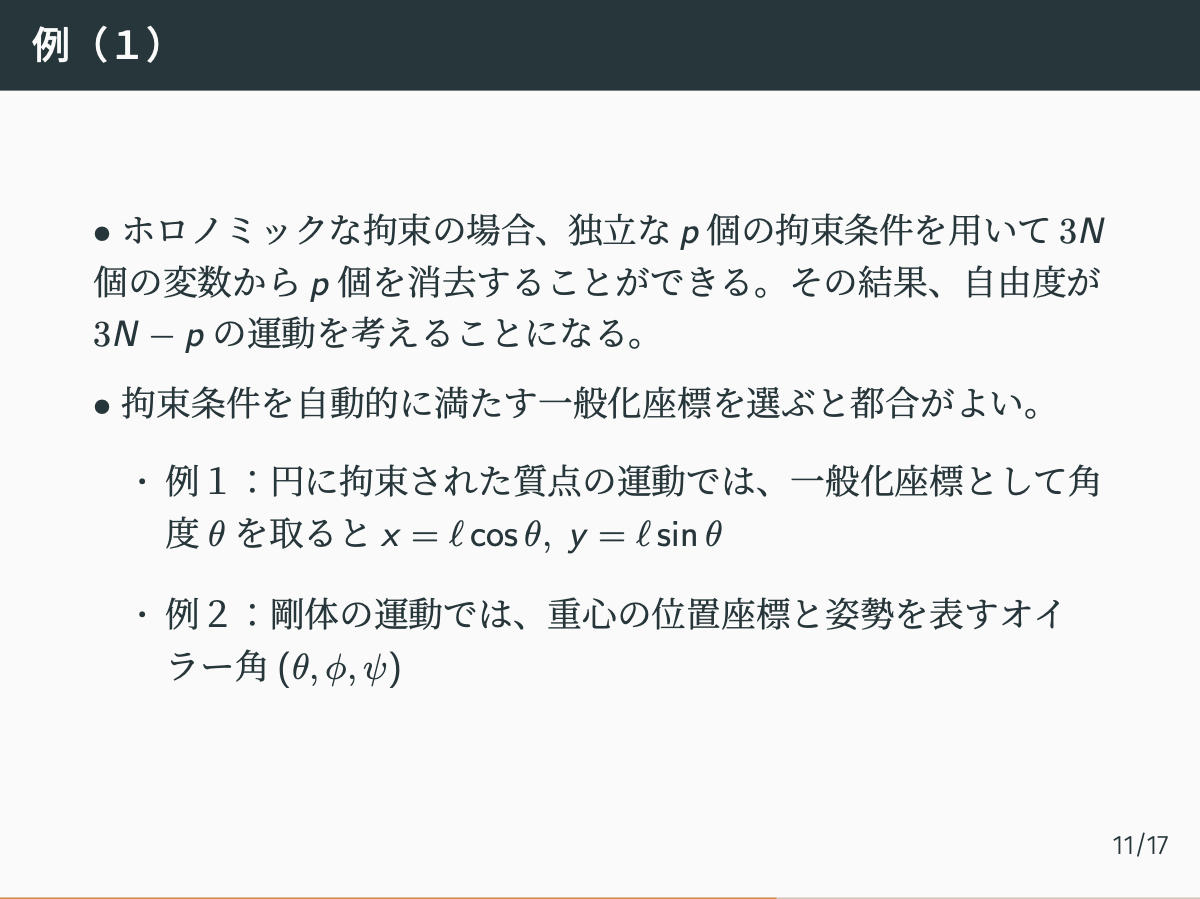 例（１）
● ホロノミックな拘束の場合、独立な p 個の拘束条件を用いて 3N
個の変数から p 個を消去することができる。その結果、自由度が
3N − p の運動を考えることになる。
● 拘束条件を自動的に満たす一般化座標を選ぶと都合がよい。
・ 例１：円に拘束された質点の運動では、一般化座標として角
度 θ を取ると x = ℓ cos θ, y = ℓ sin θ
・ 例２：剛体の運動では、重心の位置座標と姿勢を表すオイ
ラー角 (θ, ϕ, ψ)
11/17